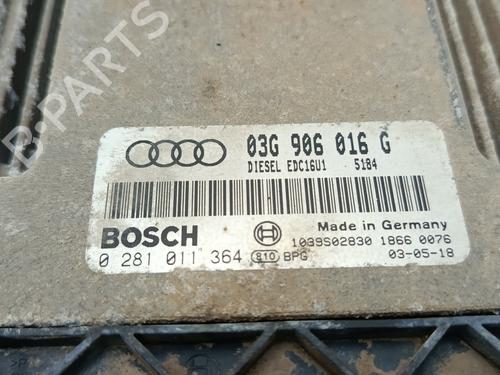 B-PARTS
03G 906 016 G
DIESEL EDC16U1 5184
BOSCH
Made in Germany
0 281 011 364 810 BPG
1039S02830 1866 0076
03-05-18